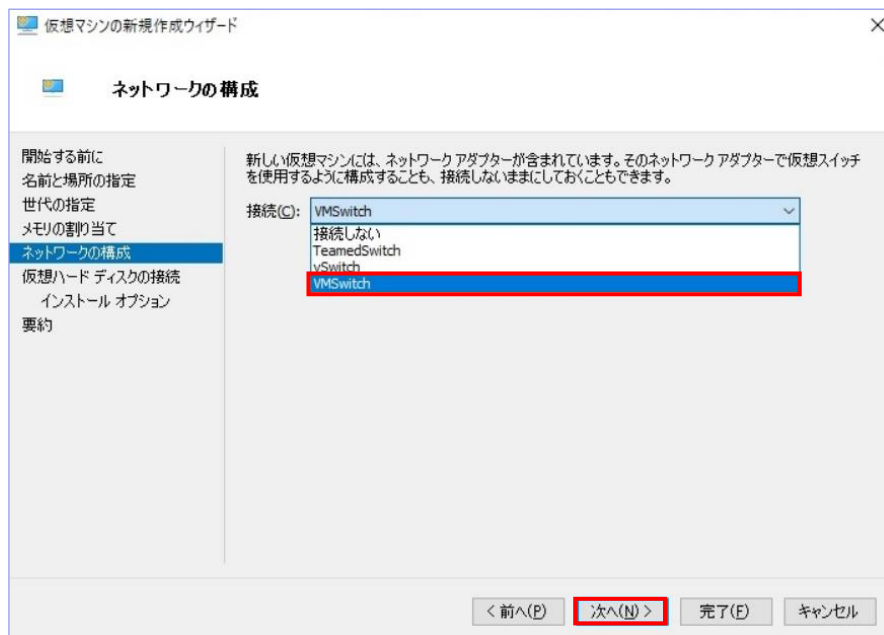 仮想マシンの新規作成ウィザード
ネットワークの構成
開始する前に
名前と場所の指定
世代の指定
メモリの割り当て
ネットワークの構成
仮想ハード ディスクの接続
インストール オプション
要約
新しい仮想マシンには、ネットワーク アダプターが含まれています。そのネットワーク アダプターで仮想スイッチ
を使用するように構成することも、接続しないままにしておくこともできます。
接続(C): VMSwitch
接続しない
TeamedSwitch
vSwitch
VMSwitch
< 前へ(P) 次へ(N) > 完了(F) キャンセル